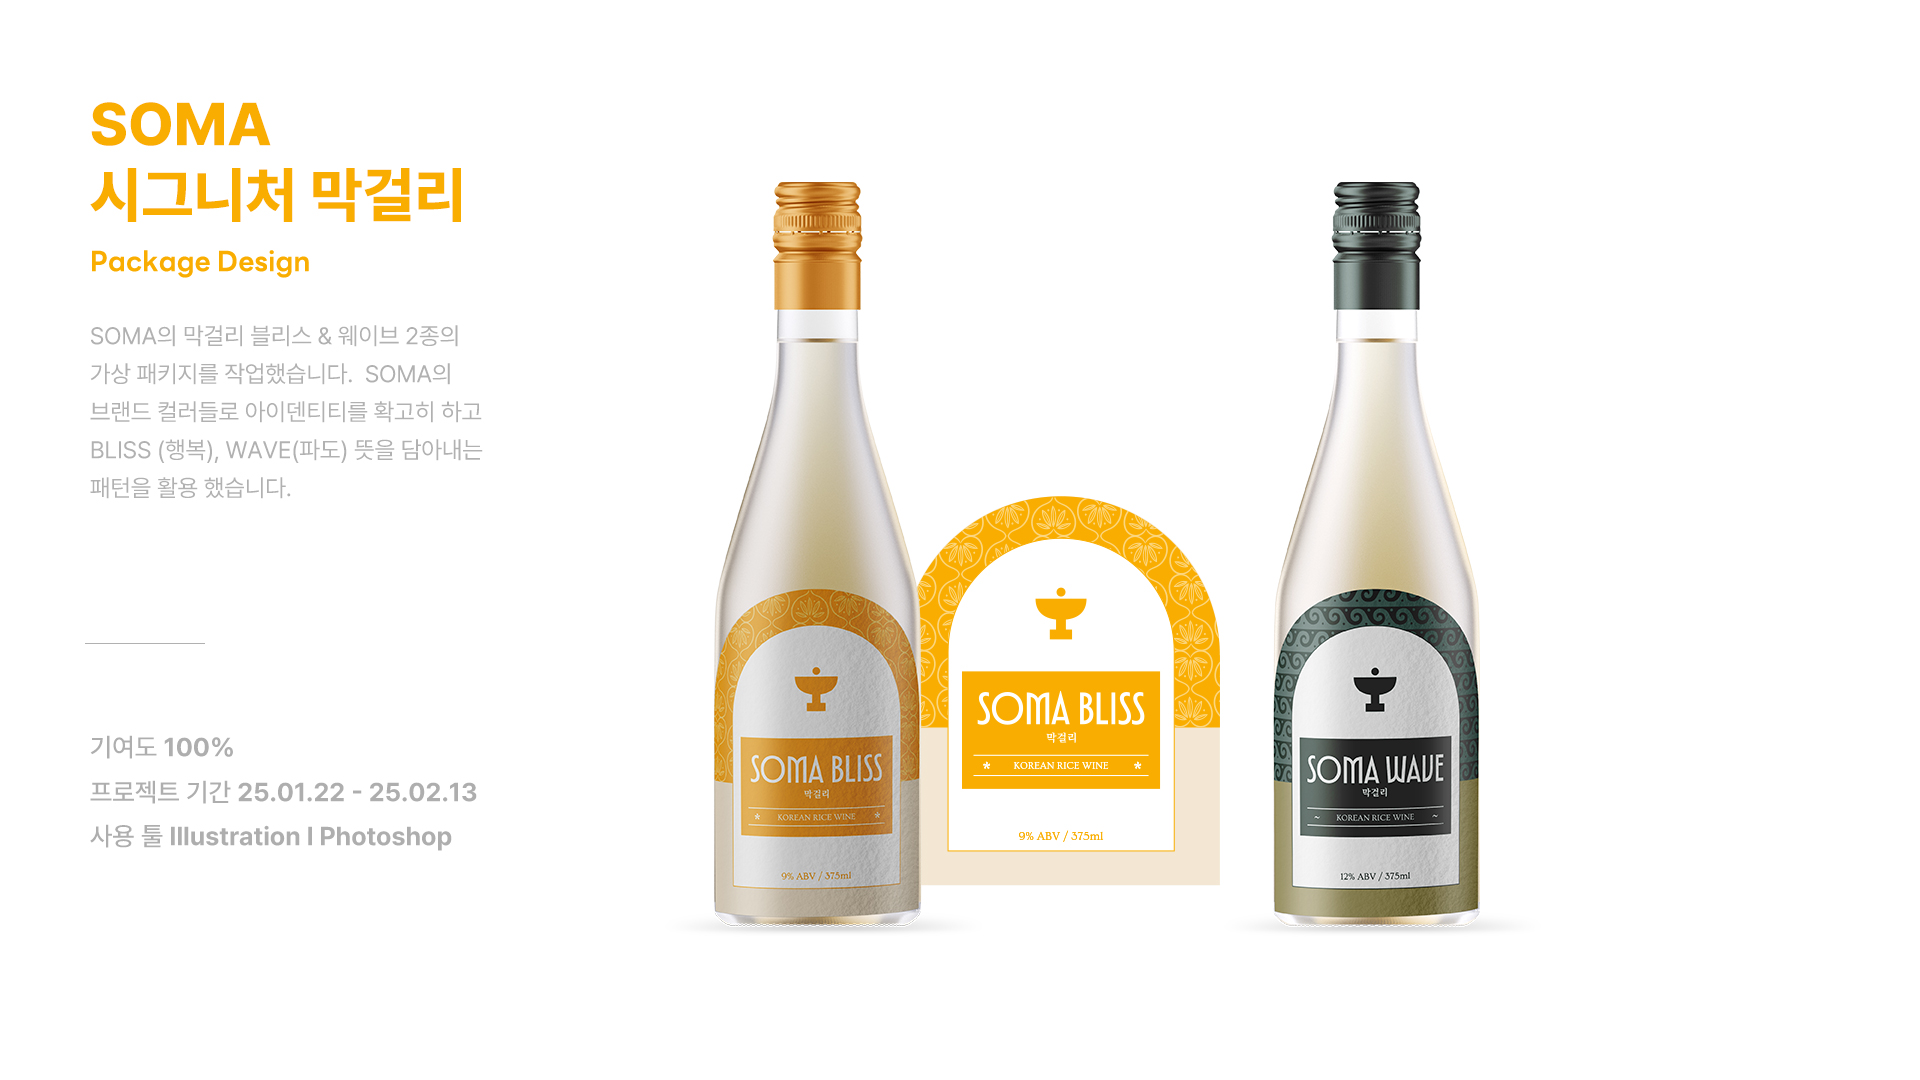 SOMA
시그니처 막걸리
Package Design
SOMA의 막걸리 블리스 & 웨이브 2종의
가상 패키지를 작업했습니다. SOMA의
브랜드 컬러들로 아이덴티티를 확고히 하고
BLISS (행복), WAVE(파도) 뜻을 담아내는
패턴을 활용 했습니다.
기여도 100%
프로젝트 기간 25.01.22 - 25.02.13
사용 툴 Illustration I Photoshop
SOMA BLISS
막걸리
* KOREAN RICE WINE *
9% ABV / 375ml
SOMA BLISS
막걸리
* KOREAN RICE WINE *
9% ABV / 375ml
SOMA WAVE
막걸리
~ KOREAN RICE WINE ~
12% ABV / 375ml